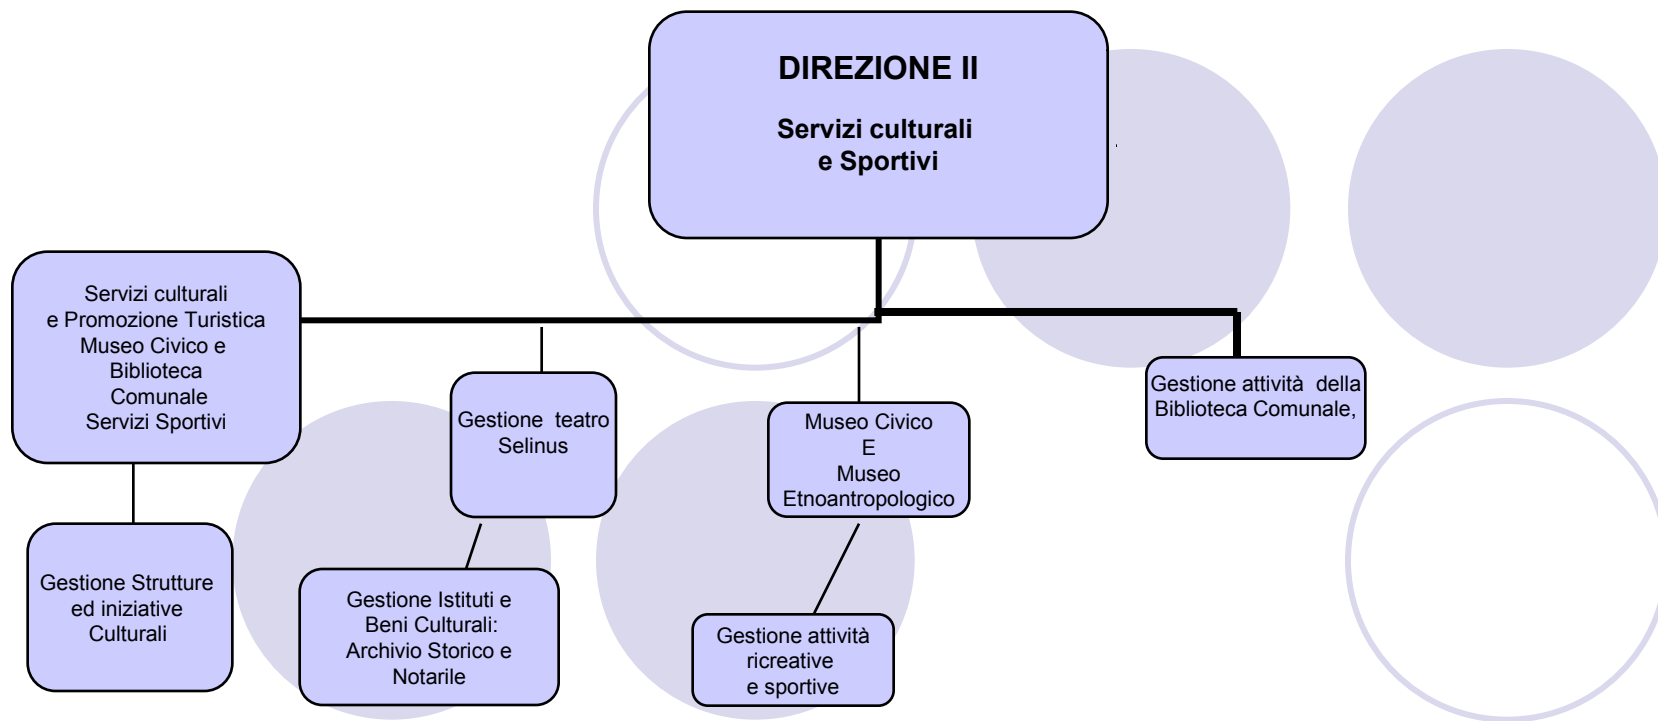 DIREZIONE II
Servizi culturali
e Sportivi
Servizi culturali
e Promozione Turistica
Museo Civico e
Biblioteca
Comunale
Servizi Sportivi
Gestione teatro
Selinus
Museo Civico
E
Museo
Etnoantropologico
Gestione attività della
Biblioteca Comunale,
Gestione Strutture
ed iniziative
Culturali
Gestione Istituti e
Beni Culturali:
Archivio Storico e
Notarile
Gestione attività
ricreative
e sportive